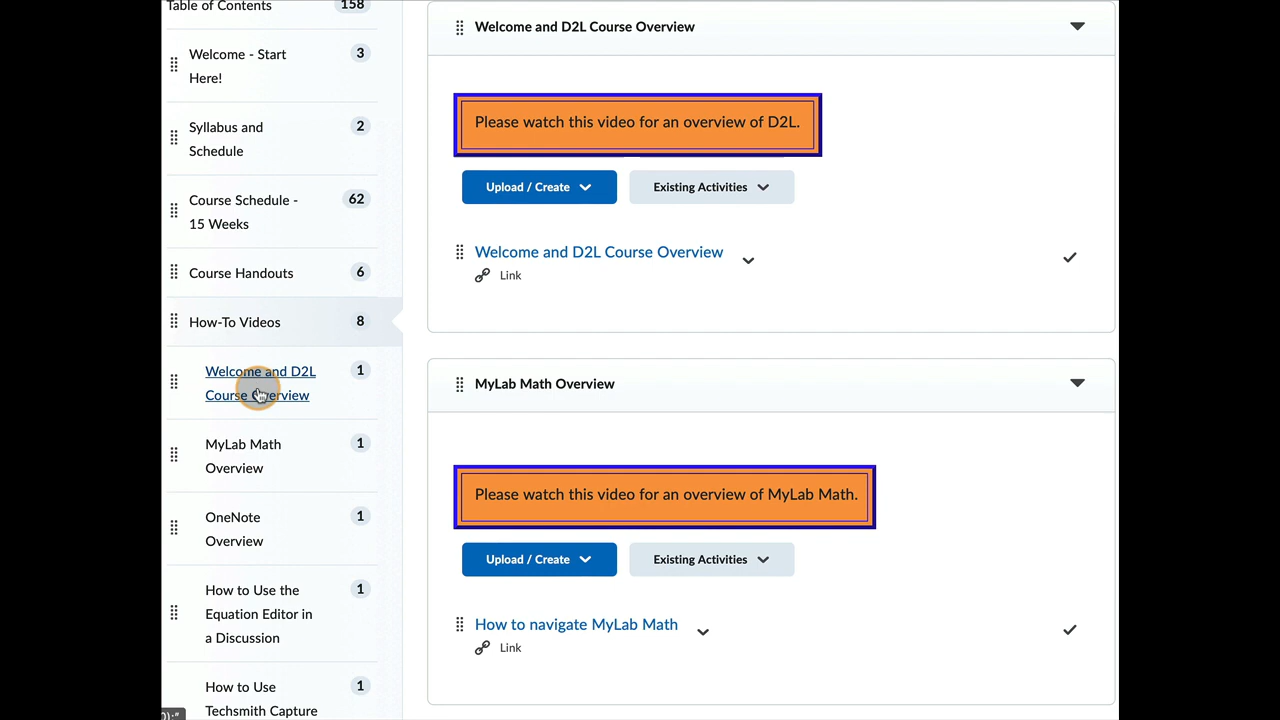 Table of Contents
158
Welcome - Start
Here!
3
Syllabus and
Schedule
2
Course Schedule -
15 Weeks
62
Course Handouts
6
How-To Videos
8
Welcome and D2L
Course Overview
1
MyLab Math
Overview
1
OneNote
Overview
1
How to Use the
Equation Editor in
a Discussion
1
How to Use
Techsmith Capture
1
Welcome and D2L Course Overview
Please watch this video for an overview of D2L.
Upload / Create
Existing Activities
Welcome and D2L Course Overview
Link
MyLab Math Overview
Please watch this video for an overview of MyLab Math.
Upload / Create
Existing Activities
How to navigate MyLab Math
Link